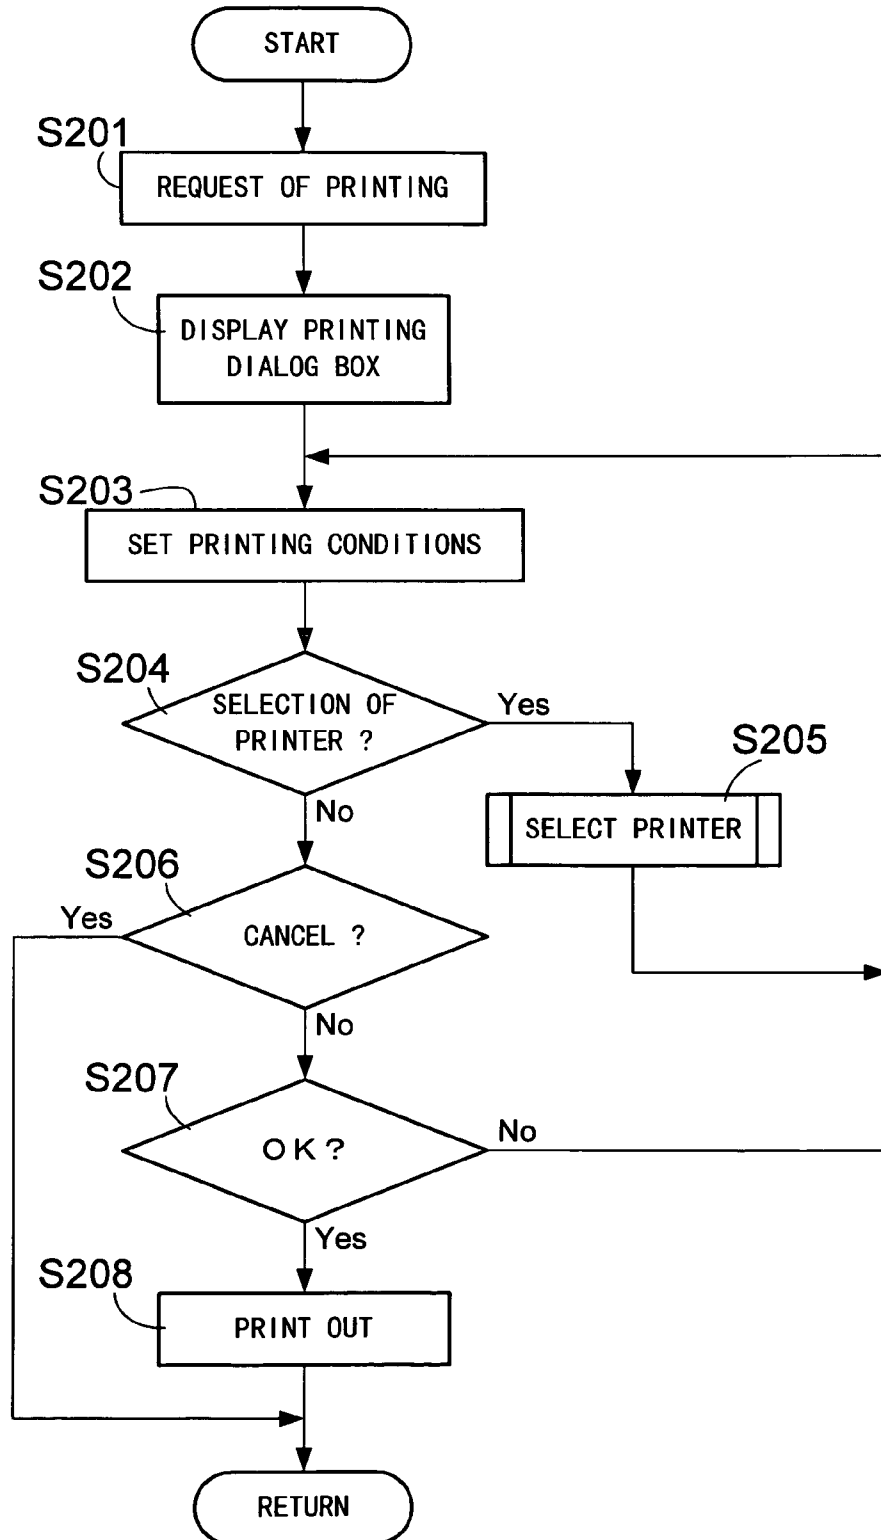 START
S201
REQUEST OF PRINTING
S202
DISPLAY PRINTING
DIALOG BOX
S203
SET PRINTING CONDITIONS
S204
SELECTION OF
PRINTER ?
Yes
No
S205
SELECT PRINTER
S206
Yes
CANCEL ?
No
S207
OK?
No
Yes
S208
PRINT OUT
RETURN